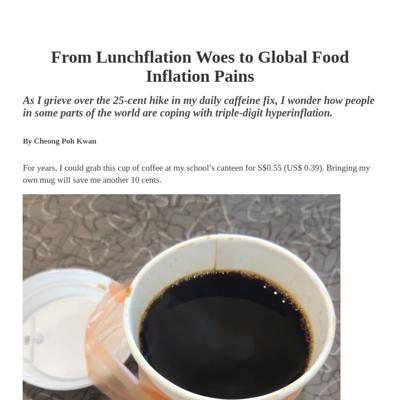 From Lunchflation Woes to Global Food
Inflation Pains
As I grieve over the 25-cent hike in my daily caffeine fix, I wonder how people
in some parts of the world are coping with triple-digit hyperinflation.
By Cheong Poh Kwan
For years, I could grab this cup of coffee at my school’s canteen for S$0.55 (US$ 0.39). Bringing my
own mug will save me another 10 cents.